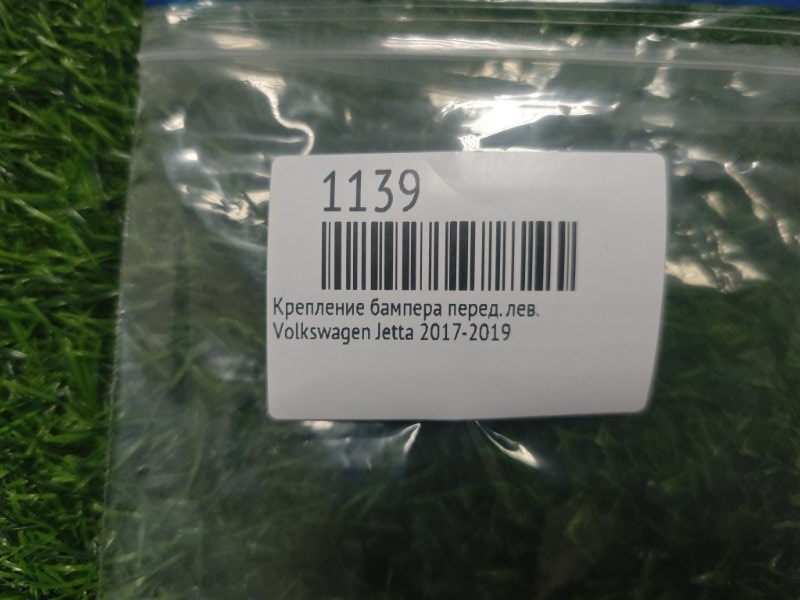 1139
Крепление бампера перед. лев.
Volkswagen Jetta 2017-2019